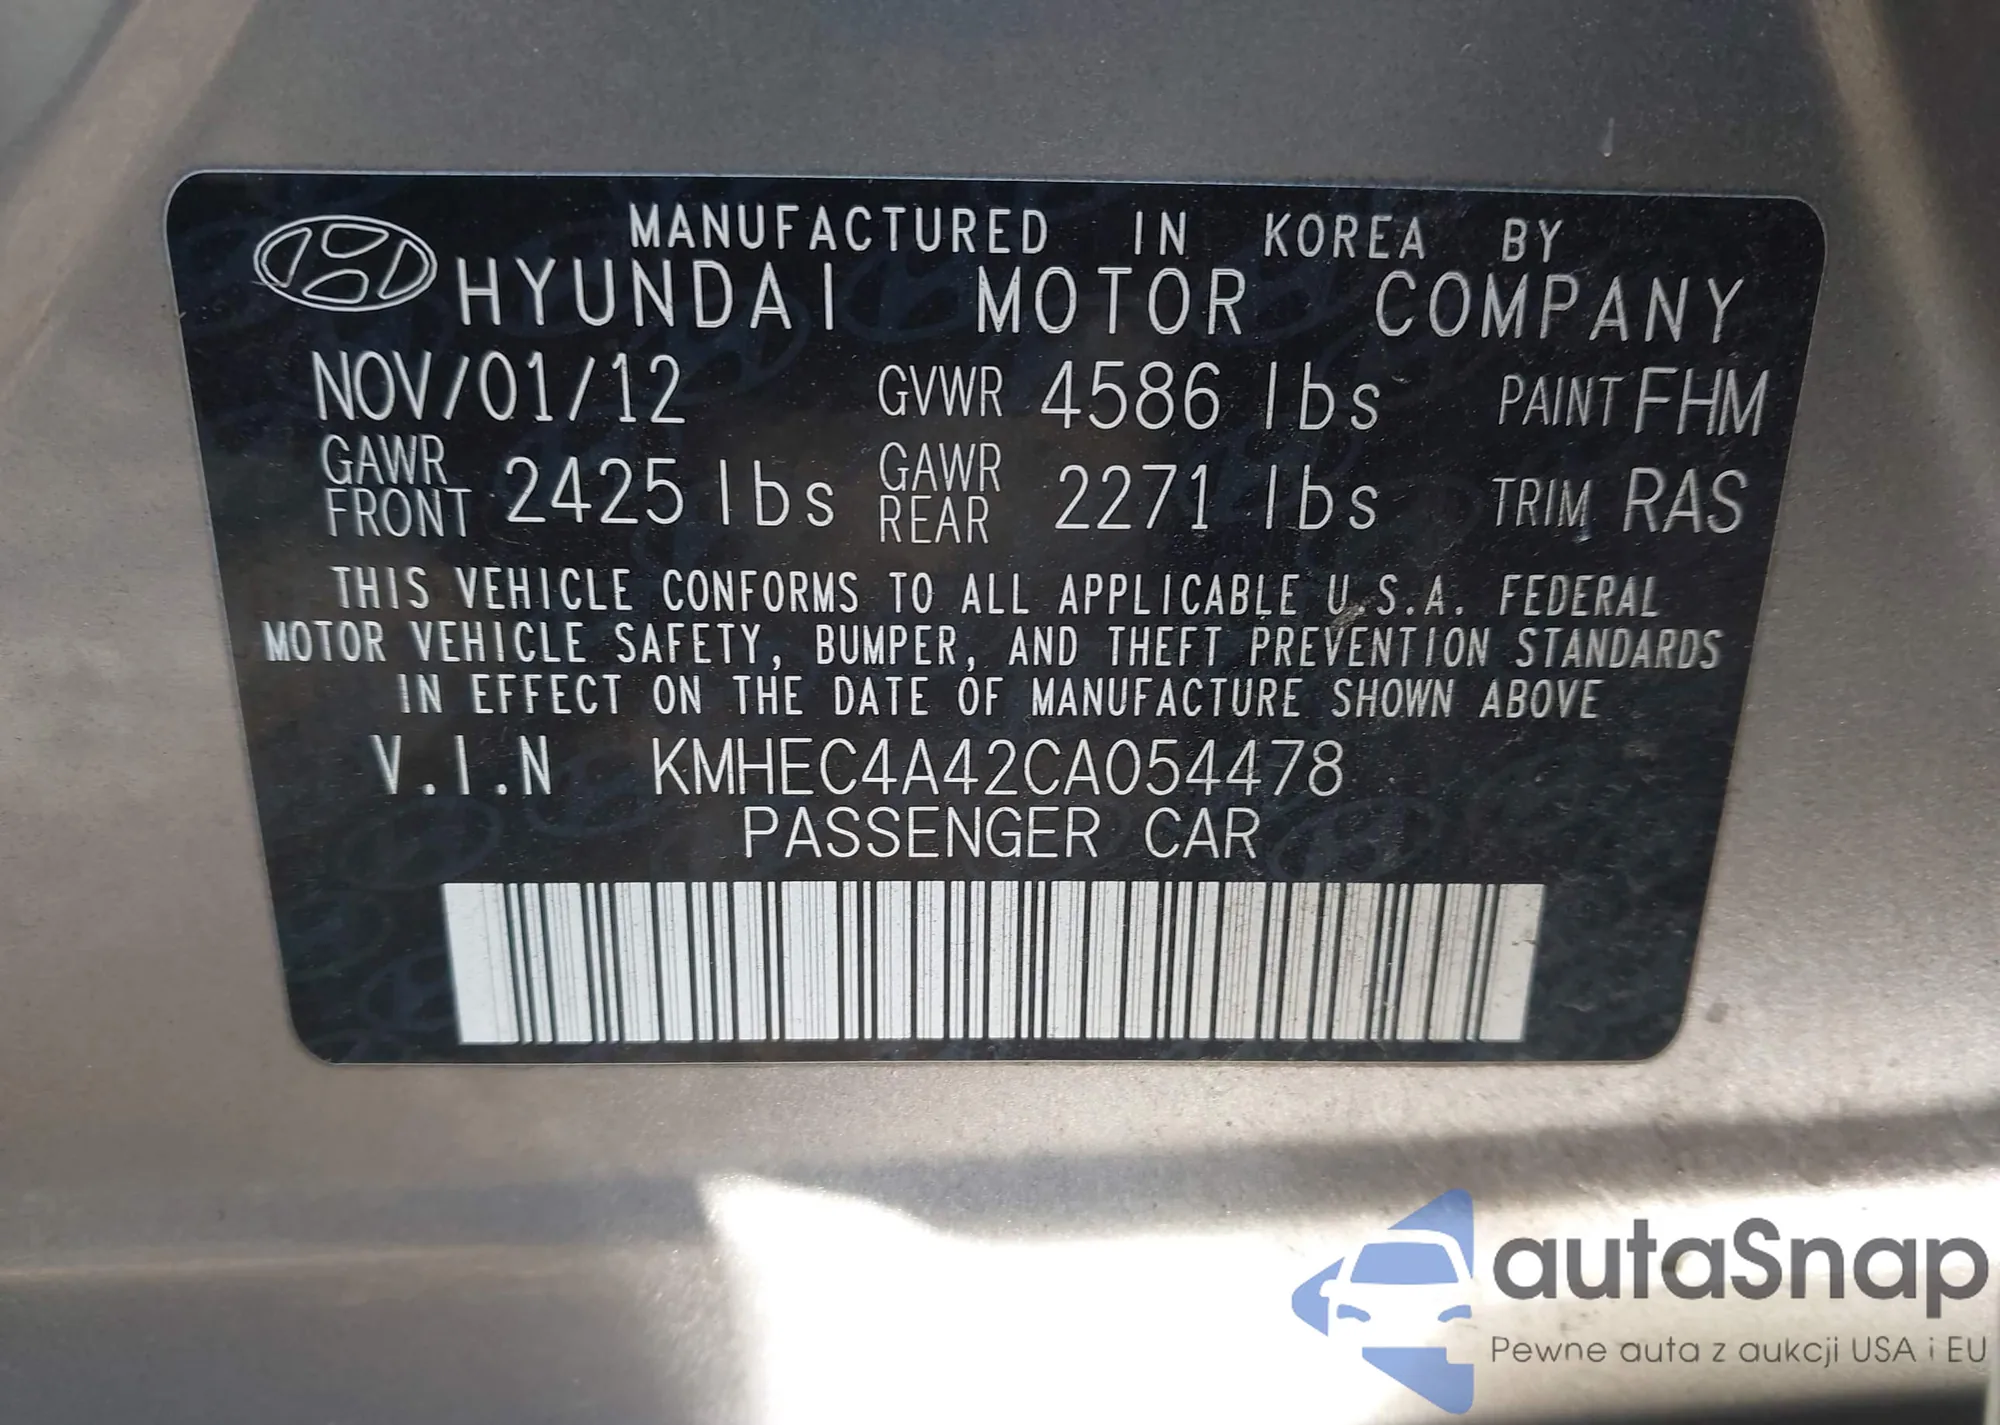 MANUFACTURED IN KOREA BY
HYUNDAI MOTOR COMPANY
NOV/01/12 GVWR 4586 lbs PAINT FHM
GAWR FRONT 2425 lbs GAWR REAR 2271 lbs TRIM RAS
THIS VEHICLE CONFORMS TO ALL APPLICABLE U.S.A. FEDERAL
MOTOR VEHICLE SAFETY, BUMPER, AND THEFT PREVENTION STANDARDS
IN EFFECT ON THE DATE OF MANUFACTURE SHOWN ABOVE
V.I.N KMHEC4A42CA054478
PASSENGER CAR
autaSnap
Pewne auta z aukcji USA i EU